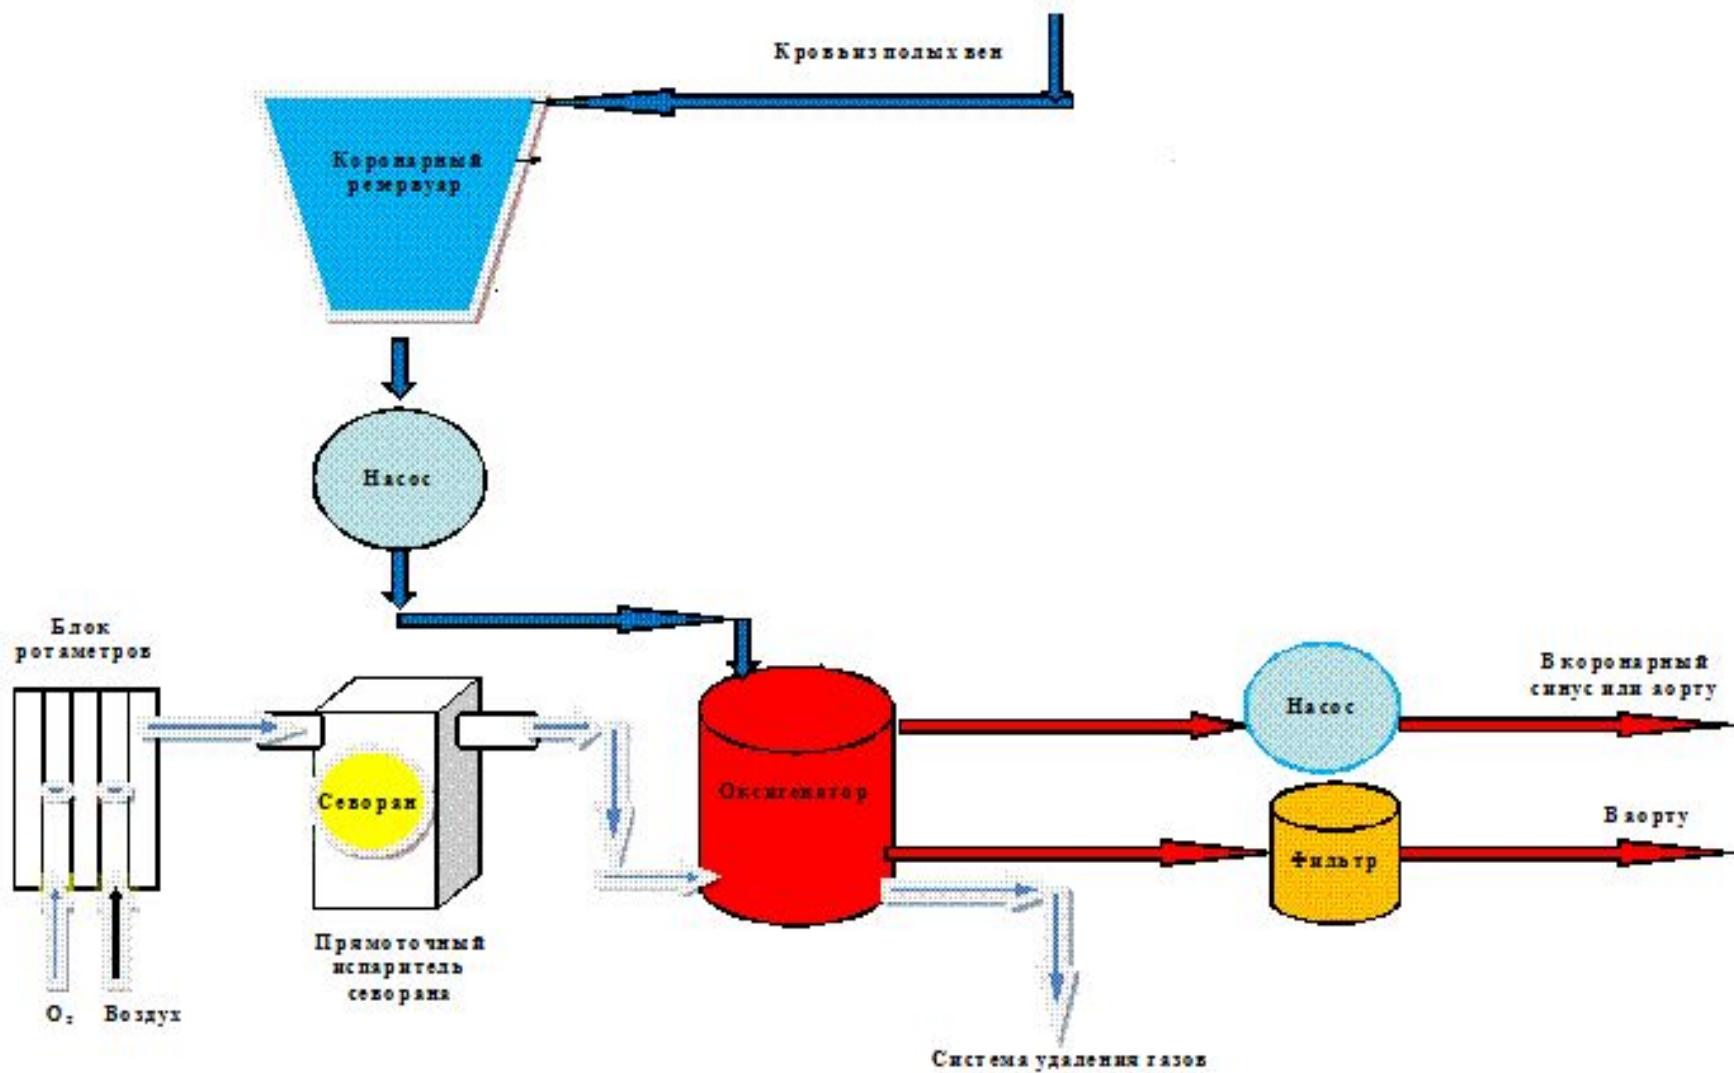 Кровь из полых вен
Коронарный
резервуар
Насос
Блок
ротаметров
Севоран
Оксигенатор
Насос
В коронарный
синус или аорту
Фильтр
В аорту
Прямоточный
испаритель
севорана
O₂
Воздух
Система удаления газов